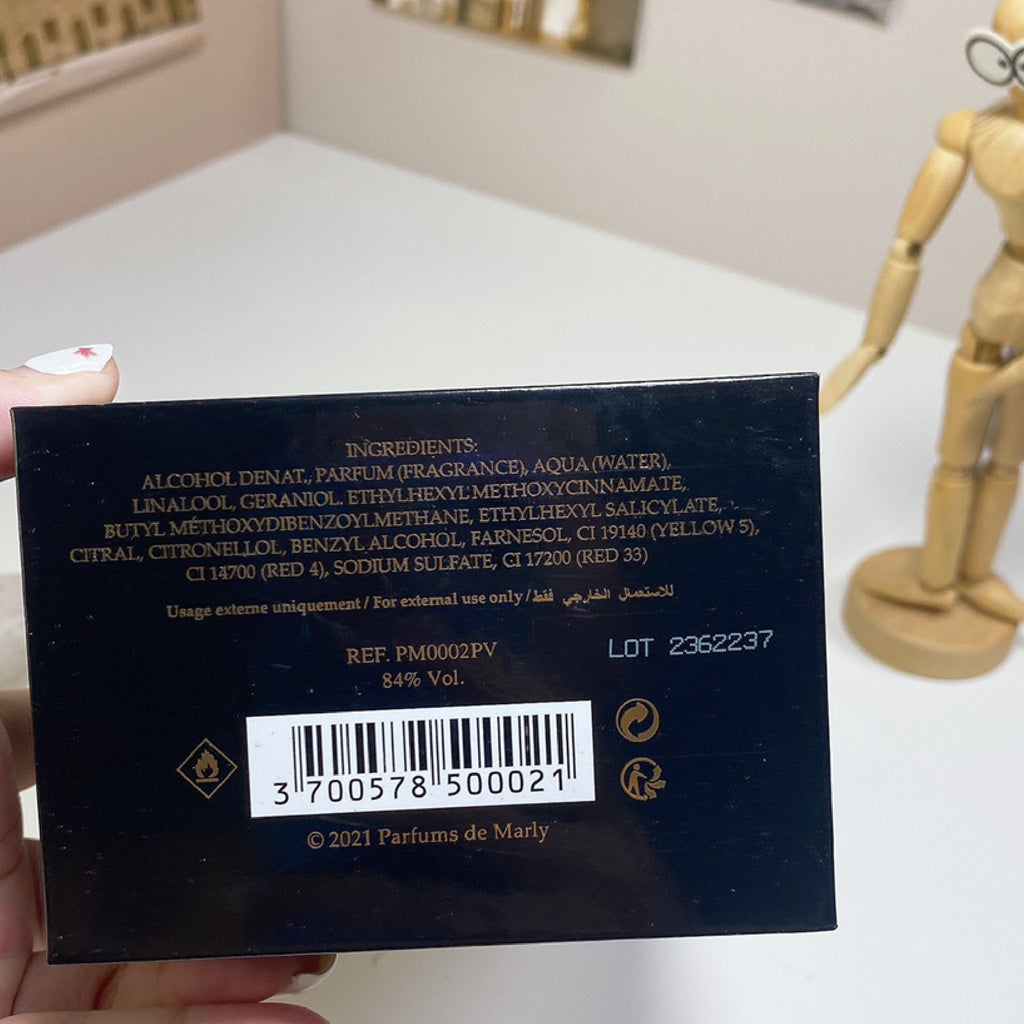 INGREDIENTS:
ALCOHOL DENAT., PARFUM (FRAGRANCE), AQUA (WATER),
LINALOOL, GERANIOL. ETHYLHEXYL METHOXYCINNAMATE,
BUTYL METHOXYDIBENZOYLMETHANE, ETHYLHEXYL SALICYLATE,
CITRAL, CITRONELLOL, BENZYL ALCOHOL, FARNESOL, CI 19140 (YELLOW 5),
CI 14700 (RED 4), SODIUM SULFATE, CI 17200 (RED 33)
Usage externe uniquement / For external use only / للاستعمال الخارجي فقط
REF. PM0002PV
LOT 2362237
84% Vol.
3 700578 500021
© 2021 Parfums de Marly